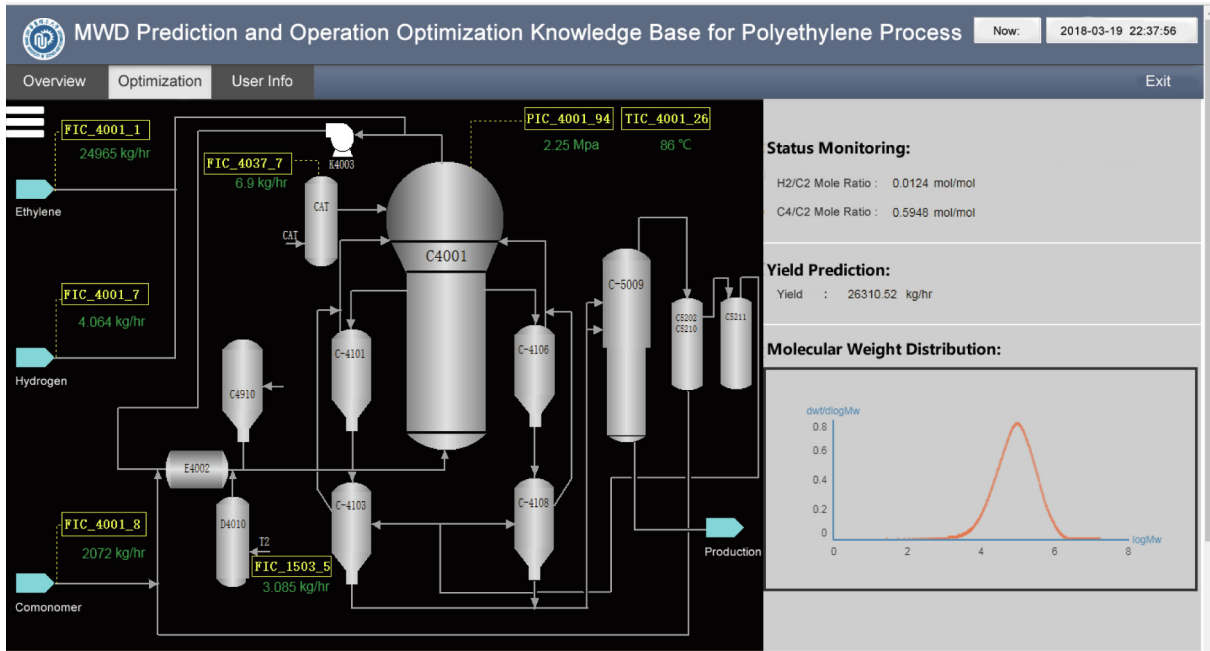 MWD Prediction and Operation Optimization Knowledge Base for Polyethylene Process
Now:
2018-03-19 22:37:56
Overview
Optimization
User Info
Exit
FIC_4001_1
24965 kg/hr
Ethylene
FIC_4037_7
6.9 kg/hr
K4003
PIC_4001_94
2.25 Mpa
TIC_4001_26
86 ℃
CAT
CAT
C4001
C-5009
C5202
C5210
C5211
FIC_4001_7
4.064 kg/hr
Hydrogen
C-4101
C-4106
C4910
E4002
C-4103
C-4108
D4010
T2
FIC_1503_5
3.085 kg/hr
FIC_4001_8
2072 kg/hr
Comonomer
Production
Status Monitoring:
H2/C2 Mole Ratio : 0.0124 mol/mol
C4/C2 Mole Ratio : 0.5948 mol/mol
Yield Prediction:
Yield : 26310.52 kg/hr
Molecular Weight Distribution:
dwt/dlogMw
0.8
0.6
0.4
0.2
0
0 2 4 6 8
logMw